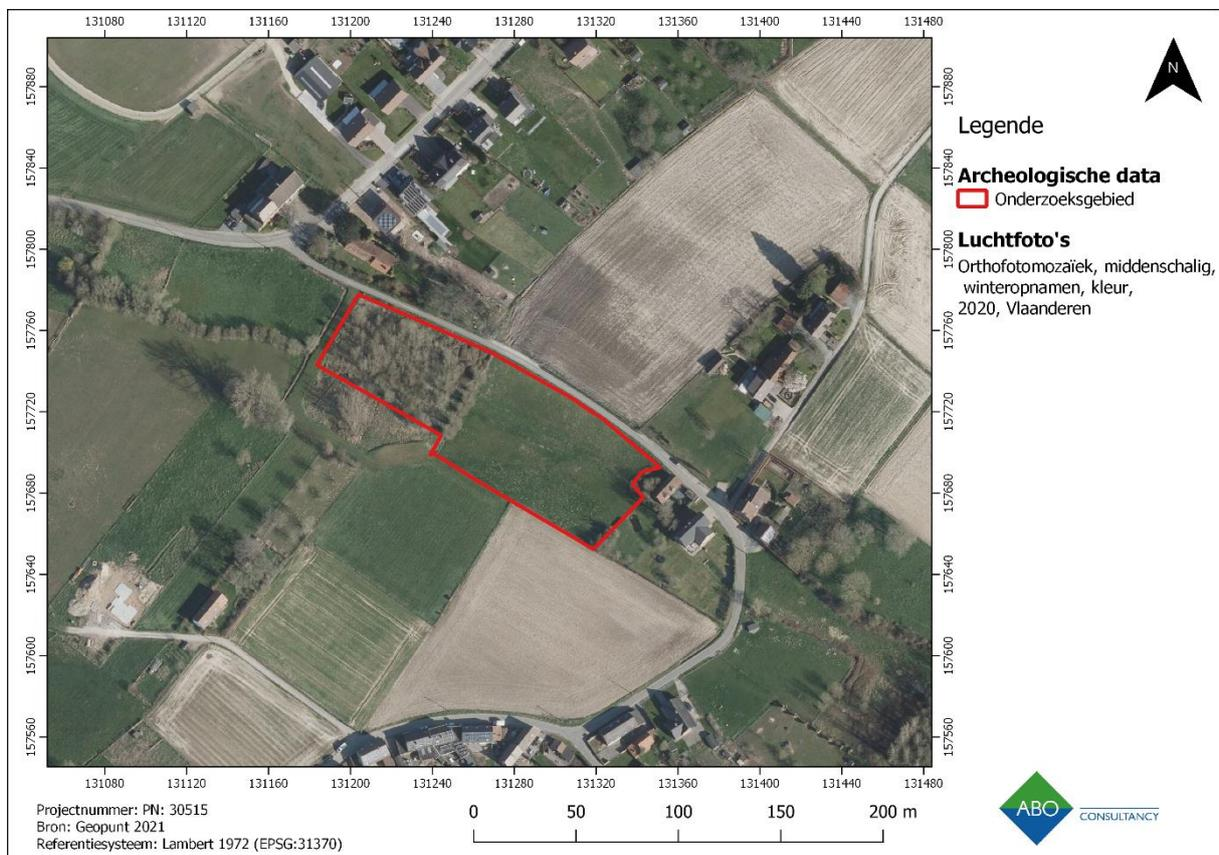 131080 131120 131160 131200 131240 131280 131320 131360 131400 131440 131480
157880 157880
157840 157840
157800 157800
157760 157760
157720 157720
157680 157680
157640 157640
157600 157600
157560 157560
131080 131120 131160 131200 131240 131280 131320 131360 131400 131440 131480
N
Legende
Archeologische data
Onderzoeksgebied
Luchtfoto's
Orthofotomozaïek, middenschalig,
winteropnamen, kleur,
2020, Vlaanderen
Projectnummer: PN: 30515
Bron: Geopunt 2021
Referentiesysteem: Lambert 1972 (EPSG:31370)
0 50 100 150 200 m
ABO
CONSULTANCY